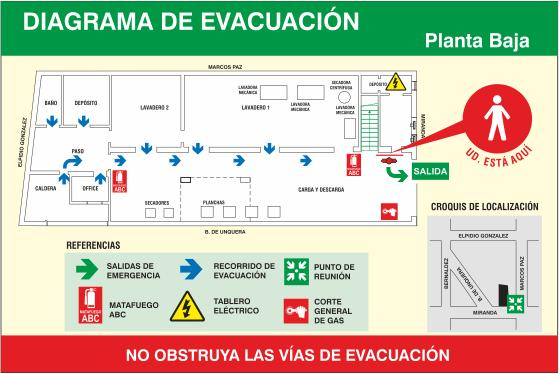 DIAGRAMA DE EVACUACIÓN
Planta Baja
MARCOS PAZ
ELPIDIO GONZALEZ
BAÑO
DEPÓSITO
LAVADERO 2
LAVADERO 1
LAVADORA
MECÁNICA
LAVADORA
MECÁNICA
SECADORA
CENTRÍFUGA
LAVADORA
MECÁNICA
DEPÓSITO
MIRANDA
PASO
CALDERA
OFFICE
MATAFUEGO
ABC
SECADORES
PLANCHAS
CARGA Y DESCARGA
MATAFUEGO
ABC
SALIDA
UD. ESTÁ AQUÍ
B. DE UNQUERA
REFERENCIAS
SALIDAS DE
EMERGENCIA
RECORRIDO DE
EVACUACIÓN
PUNTO DE
REUNIÓN
MATAFUEGO
ABC
MATAFUEGO
ABC
TABLERO
ELÉCTRICO
CORTE
GENERAL
DE GAS
CROQUIS DE LOCALIZACIÓN
ELPIDIO GONZALEZ
BERNALDEZ
B. DE UNQUERA
MARCOS PAZ
MIRANDA
NO OBSTRUYA LAS VÍAS DE EVACUACIÓN